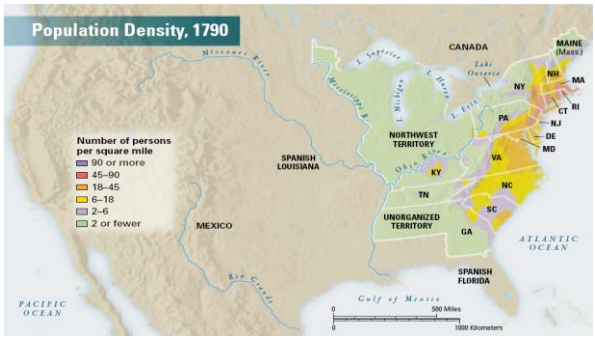 Population Density, 1790
Missouri River
L. Superior
CANADA
MAINE
(Mass.)
Lake
Ontario
NH
MA
NY
L. Michigan
L. Huron
Mississippi R.
L. Erie
CT
RI
PA
NJ
Number of persons
per square mile
90 or more
45–90
18–45
6–18
2–6
2 or fewer
NORTHWEST
TERRITORY
DE
MD
SPANISH
LOUISIANA
Ohio River
VA
KY
NC
TN
MEXICO
UNORGANIZED
TERRITORY
SC
GA
ATLANTIC
OCEAN
SPANISH
FLORIDA
Rio Grande
PACIFIC
OCEAN
Gulf of Mexico
0 500 Miles
0 1000 Kilometers